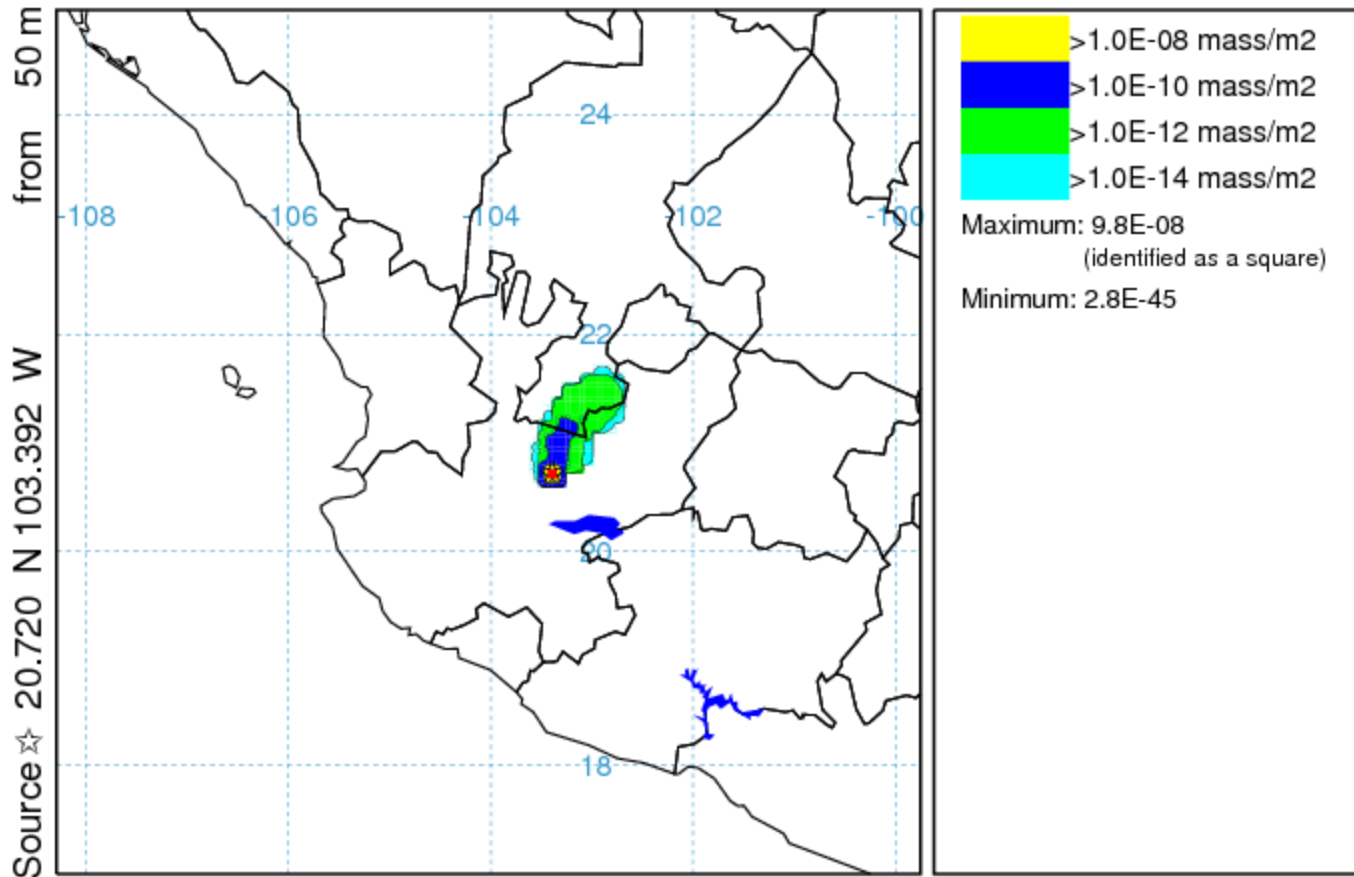 Source ☆ 20.720 N 103.392 W from 50 m
24
-108
-106
-104
-102
-100
22
20
18
>1.0E-08 mass/m2
>1.0E-10 mass/m2
>1.0E-12 mass/m2
>1.0E-14 mass/m2
Maximum: 9.8E-08
(identified as a square)
Minimum: 2.8E-45